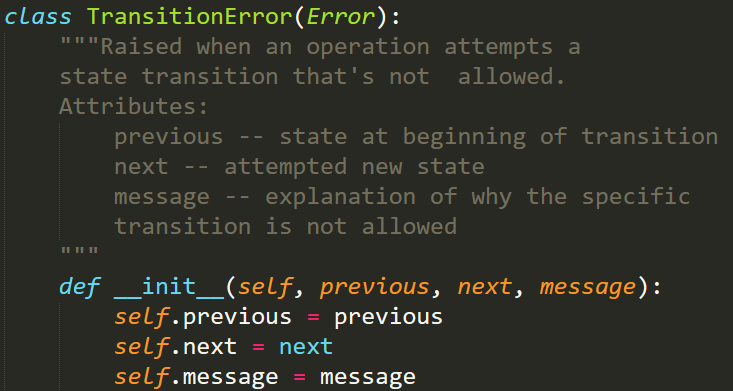 class TransitionError(Error):
    """Raised when an operation attempts a
    state transition that's not  allowed.
    Attributes:
        previous -- state at beginning of transition
        next -- attempted new state
        message -- explanation of why the specific
        transition is not allowed
    """
    def __init__(self, previous, next, message):
        self.previous = previous
        self.next = next
        self.message = message